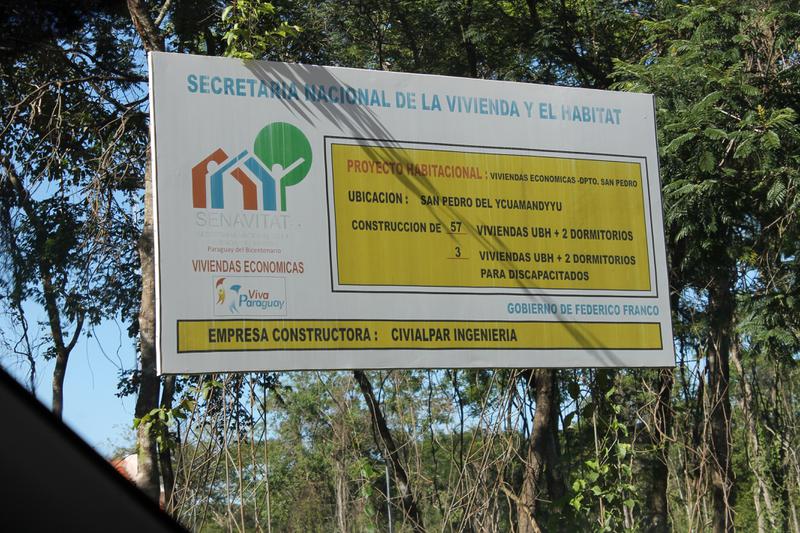 SECRETARIA NACIONAL DE LA VIVIENDA Y EL HABITAT
SENAVITAT
Paraguay del Bicentenario
VIVIENDAS ECONOMICAS
Viva
Paraguay
PROYECTO HABITACIONAL : VIVIENDAS ECONOMICAS -DPTO. SAN PEDRO
UBICACION : SAN PEDRO DEL YCUAMANDYYU
CONSTRUCCION DE 57 VIVIENDAS UBH + 2 DORMITORIOS
3 VIVIENDAS UBH + 2 DORMITORIOS
PARA DISCAPACITADOS
GOBIERNO DE FEDERICO FRANCO
EMPRESA CONSTRUCTORA : CIVIALPAR INGENIERIA